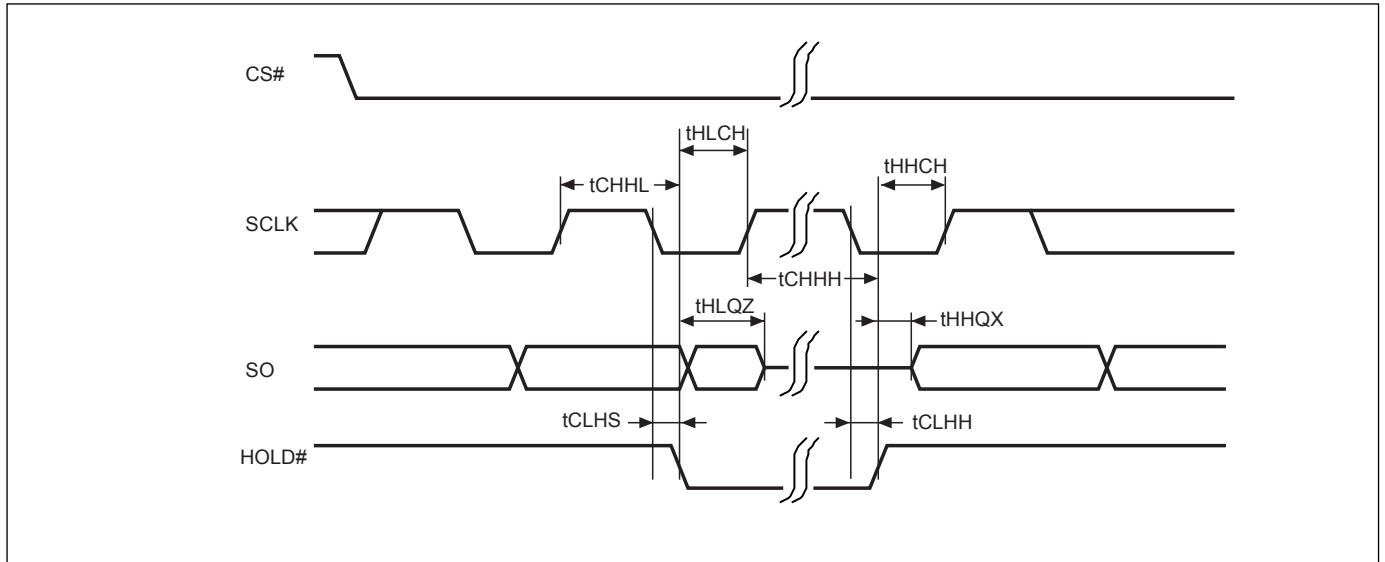 CS#
tHLCH
tHHCH
tCHHL
SCLK
tCHHH
tHLQZ
tHHQX
SO
tCLHS
tCLHH
HOLD#